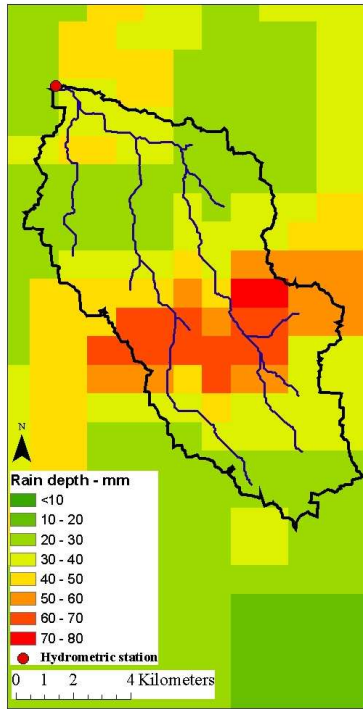 N
Rain depth - mm
<10
10 - 20
20 - 30
30 - 40
40 - 50
50 - 60
60 - 70
70 - 80
Hydrometric station
0 2 4 Kilometers